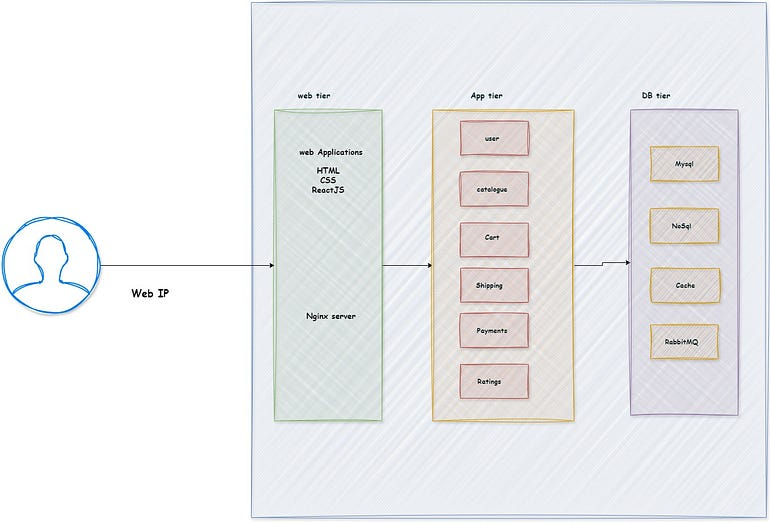 web tier
App tier
DB tier
web Applications
HTML
CSS
ReactJS
Nginx server
user
catalogue
Cart
Shipping
Payments
Ratings
Mysql
NoSql
Cache
RabbitMQ
Web IP